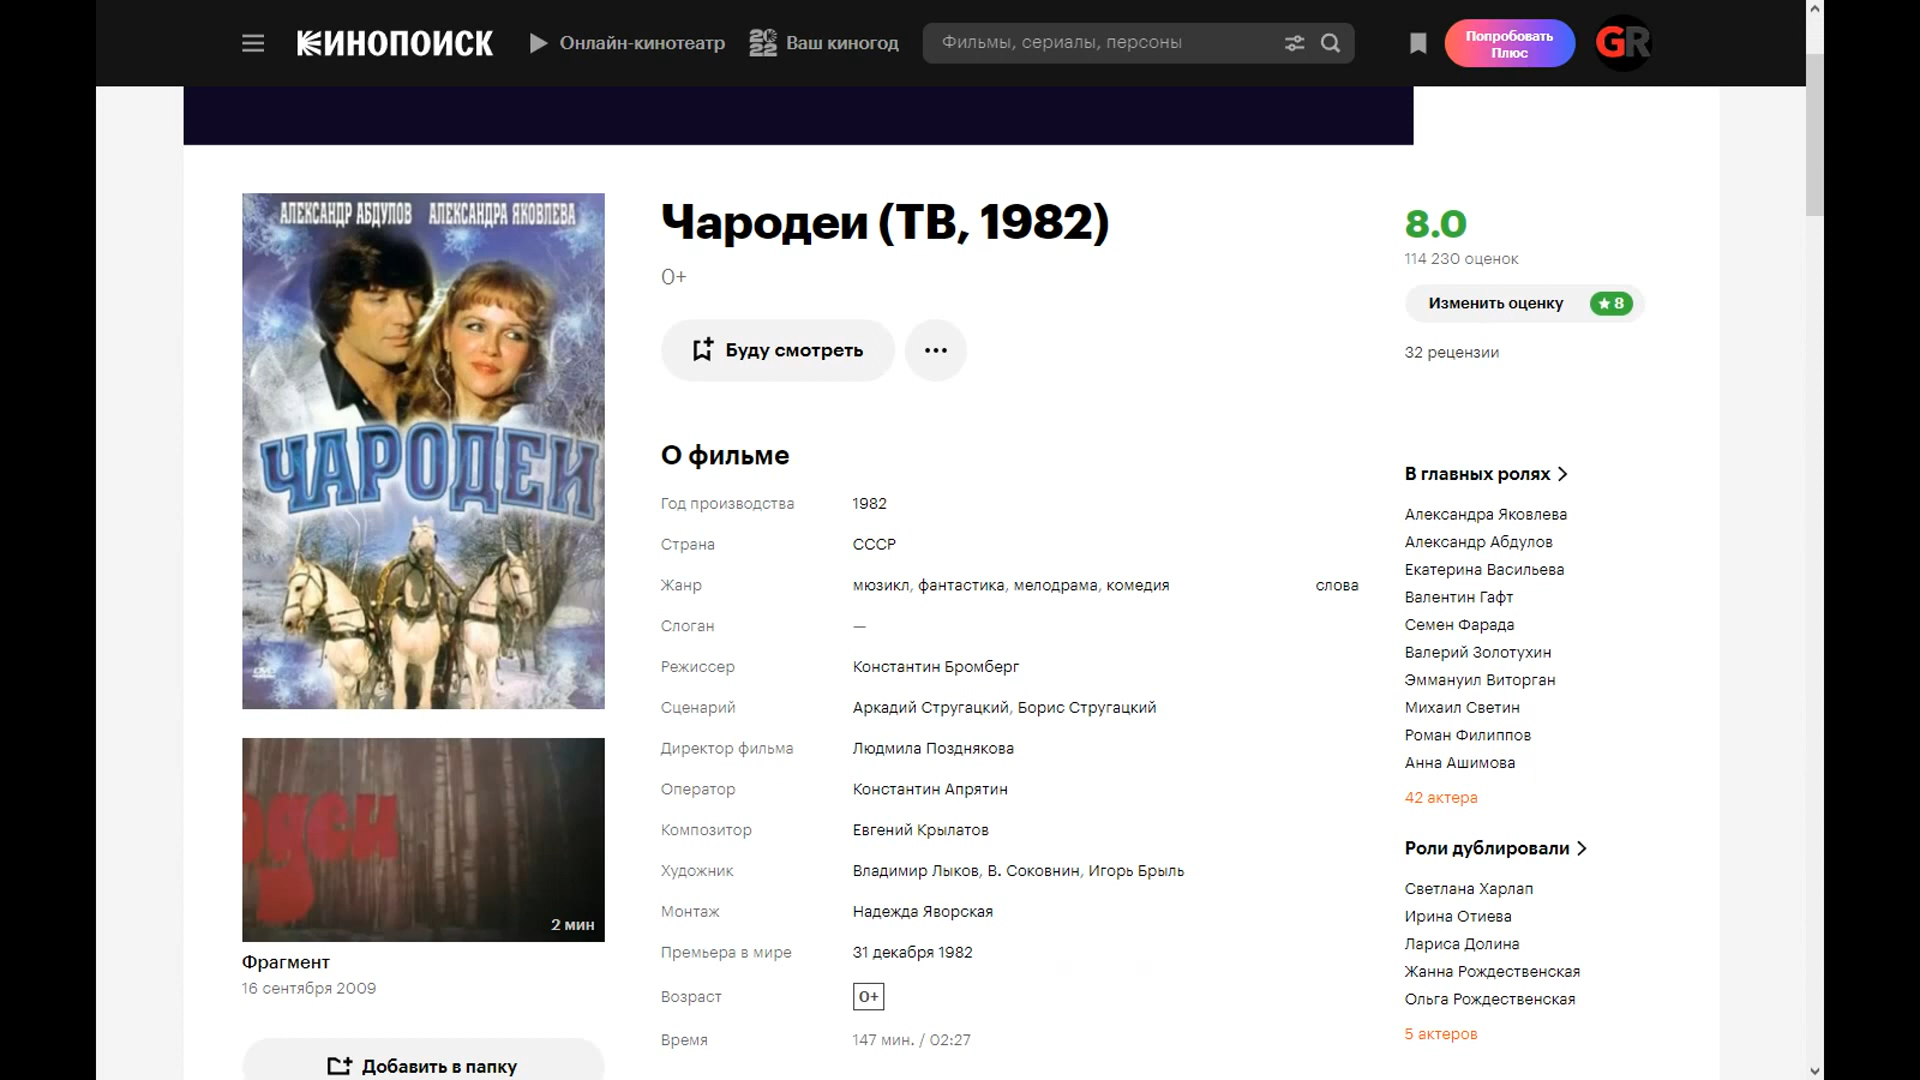 КИНОПОИСК
Онлайн-кинотеатр
2022
Ваш киногод
Фильмы, сериалы, персоны
Попробовать
Плюс
GR
АЛЕКСАНДР АБДУЛОВ АЛЕКСАНДРА ЯКОВЛЕВА
ЧАРОДЕИ
одеи
2 мин
Фрагмент
16 сентября 2009
Добавить в папку
Чародеи (ТВ, 1982)
0+
Буду смотреть
О фильме
Год производства 1982
Страна СССР
Жанр мюзикл, фантастика, мелодрама, комедия слова
Слоган —
Режиссер Константин Бромберг
Сценарий Аркадий Стругацкий, Борис Стругацкий
Директор фильма Людмила Позднякова
Оператор Константин Апрятин
Композитор Евгений Крылатов
Художник Владимир Лыков, В. Соковнин, Игорь Брыль
Монтаж Надежда Яворская
Премьера в мире 31 декабря 1982
Возраст 0+
Время 147 мин. / 02:27
8.0
114 230 оценок
Изменить оценку ★ 8
32 рецензии
В главных ролях
Александра Яковлева
Александр Абдулов
Екатерина Васильева
Валентин Гафт
Семен Фарада
Валерий Золотухин
Эммануил Виторган
Михаил Светин
Роман Филиппов
Анна Ашимова
42 актера
Роли дублировали
Светлана Харлап
Ирина Отиева
Лариса Долина
Жанна Рождественская
Ольга Рождественская
5 актеров